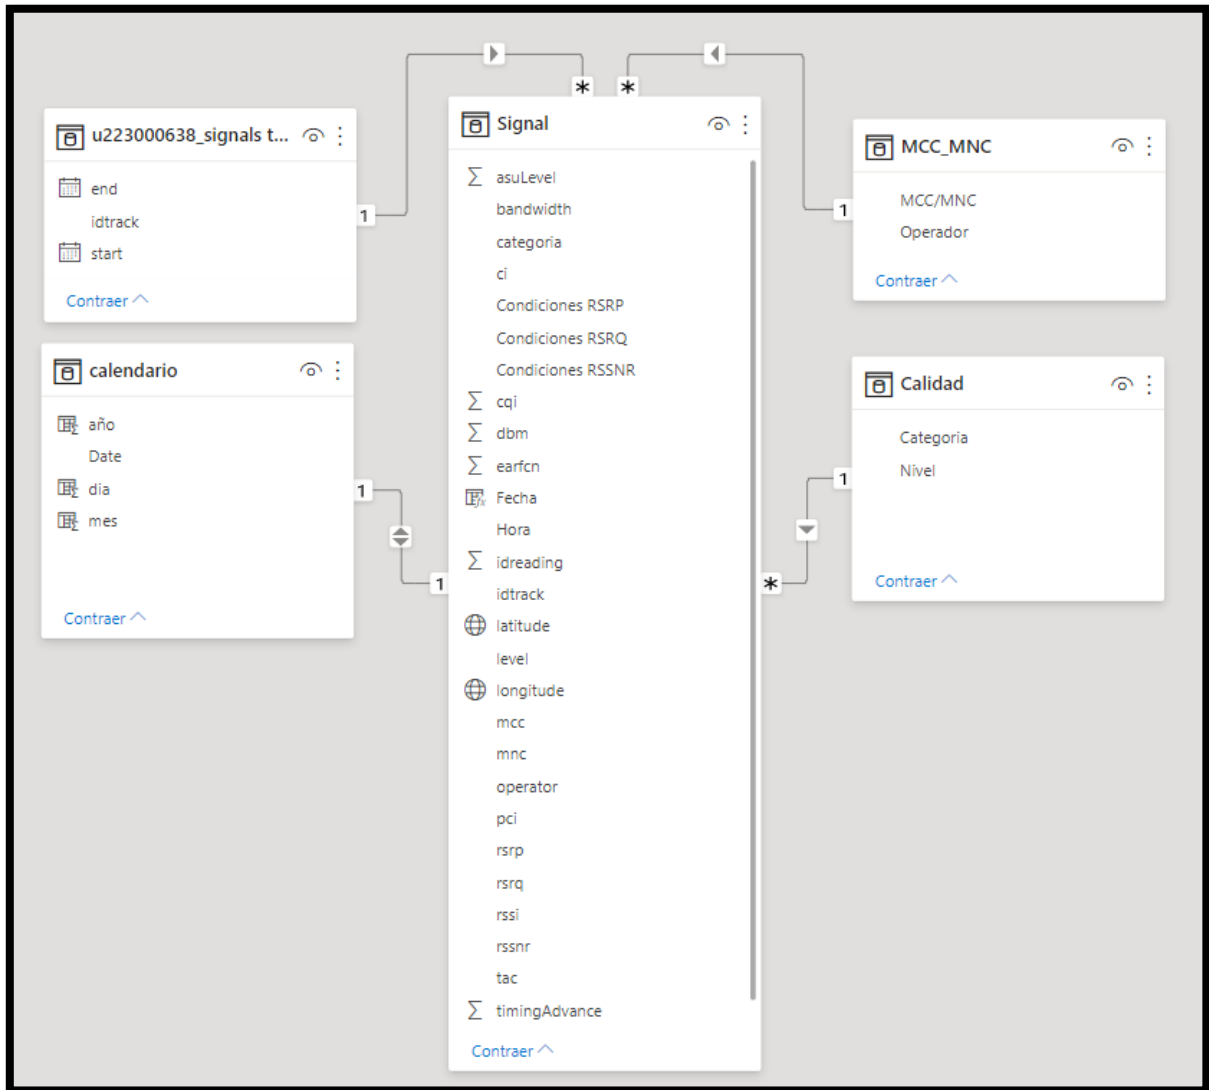 u223000638_signals t...
end
idtrack
start
Contraer
1
calendario
año
Date
dia
mes
Contraer
1
1
*
*
Signal
asuLevel
bandwidth
categoria
ci
Condiciones RSRP
Condiciones RSRQ
Condiciones RSSNR
cqi
dbm
earfcn
Fecha
Hora
idreading
idtrack
latitude
level
longitude
mcc
mnc
operator
pci
rsrp
rsrq
rssi
rssnr
tac
timingAdvance
Contraer
MCC_MNC
MCC/MNC
Operador
Contraer
1
Calidad
Categoria
Nivel
Contraer
1
*